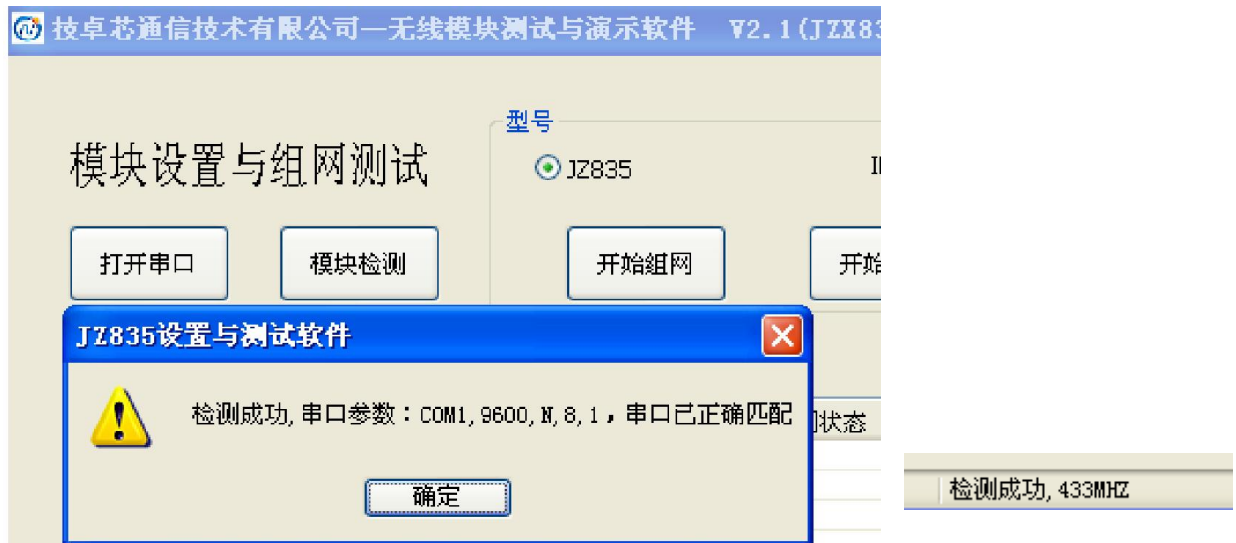 技卓芯通信技术有限公司—无线模块测试与演示软件 V2.1(JZX83
型号
模块设置与组网测试
JZ835
打开串口
模块检测
开始组网
开始
JZ835设置与测试软件
检测成功, 串口参数：COM1, 9600, N, 8, 1，串口已正确匹配
状态
确定
检测成功, 433MHZ